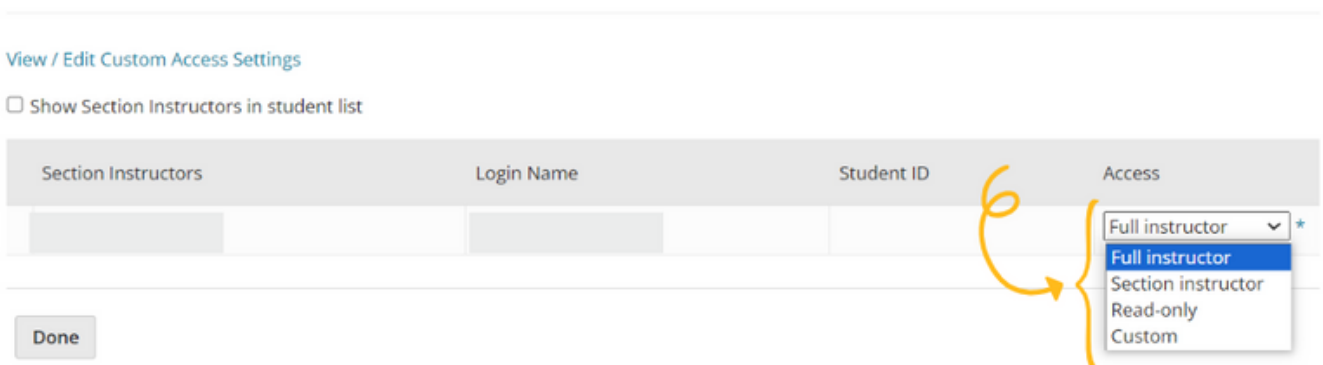 View / Edit Custom Access Settings
Show Section Instructors in student list
Section Instructors Login Name Student ID Access
Full instructor *
Full instructor
Section instructor
Read-only
Custom
Done